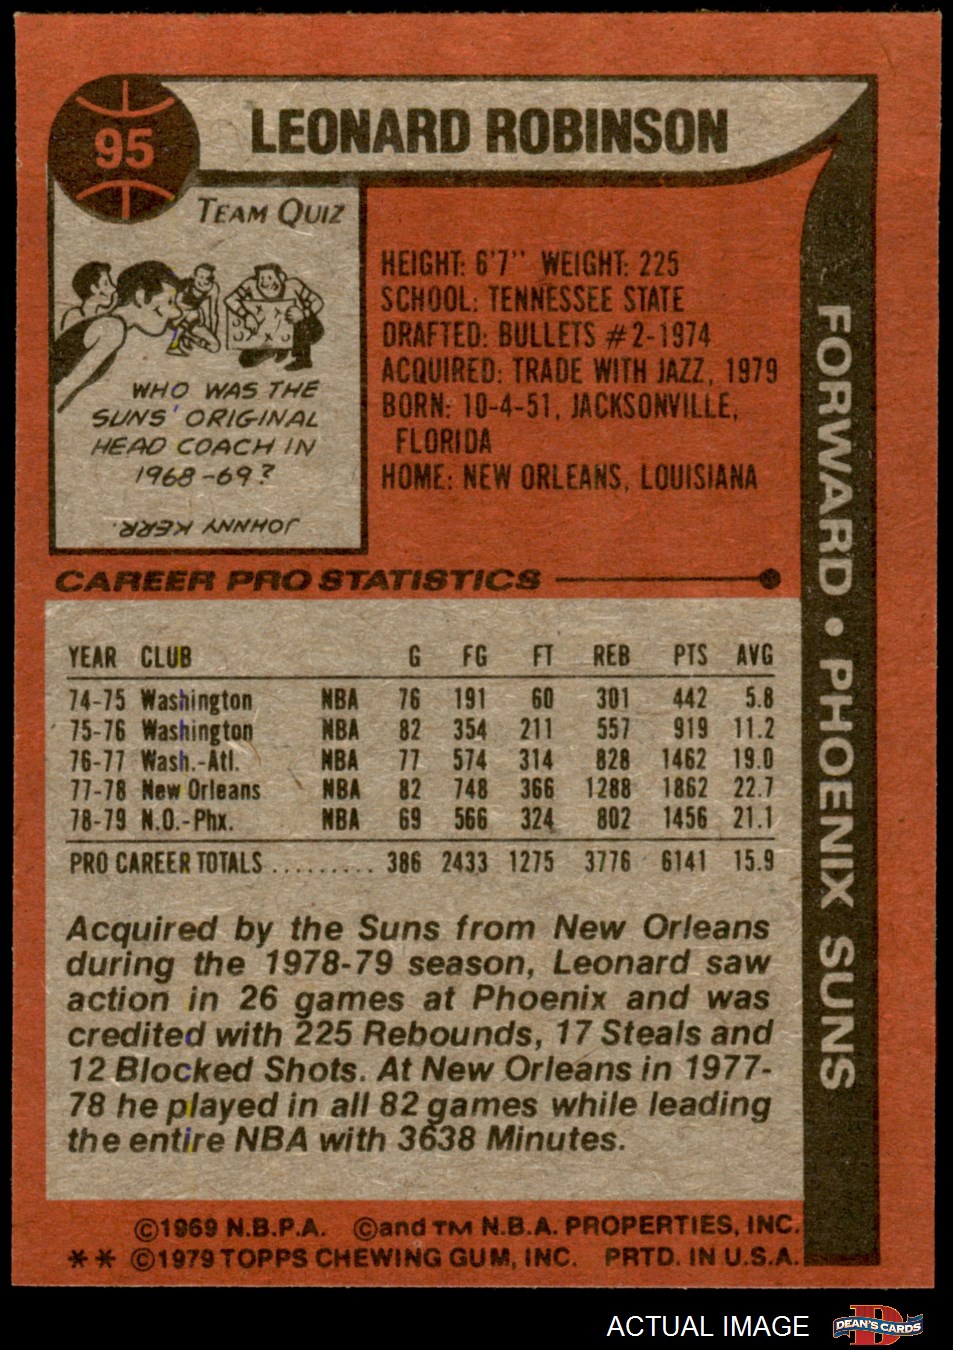 95
LEONARD ROBINSON
TEAM QUIZ
WHO WAS THE
SUNS' ORIGINAL
HEAD COACH IN
1968-69?
JOHNNY KERR.
HEIGHT: 6'7" WEIGHT: 225
SCHOOL: TENNESSEE STATE
DRAFTED: BULLETS #2-1974
ACQUIRED: TRADE WITH JAZZ, 1979
BORN: 10-4-51, JACKSONVILLE,
FLORIDA
HOME: NEW ORLEANS, LOUISIANA
FORWARD • PHOENIX SUNS
CAREER PRO STATISTICS
YEAR CLUB G FG FT REB PTS AVG
74-75 Washington NBA 76 191 60 301 442 5.8
75-76 Washington NBA 82 354 211 557 919 11.2
76-77 Wash.-Atl. NBA 77 574 314 828 1462 19.0
77-78 New Orleans NBA 82 748 366 1288 1862 22.7
78-79 N.O.-Phx. NBA 69 566 324 802 1456 21.1
PRO CAREER TOTALS ......... 386 2433 1275 3776 6141 15.9
Acquired by the Suns from New Orleans
during the 1978-79 season, Leonard saw
action in 26 games at Phoenix and was
credited with 225 Rebounds, 17 Steals and
12 Blocked Shots. At New Orleans in 1977-
78 he played in all 82 games while leading
the entire NBA with 3638 Minutes.
©1969 N.B.P.A. ©and TM N.B.A. PROPERTIES, INC.
** ©1979 TOPPS CHEWING GUM, INC. PRTD. IN U.S.A.
ACTUAL IMAGE
D
DEAN'S CARDS